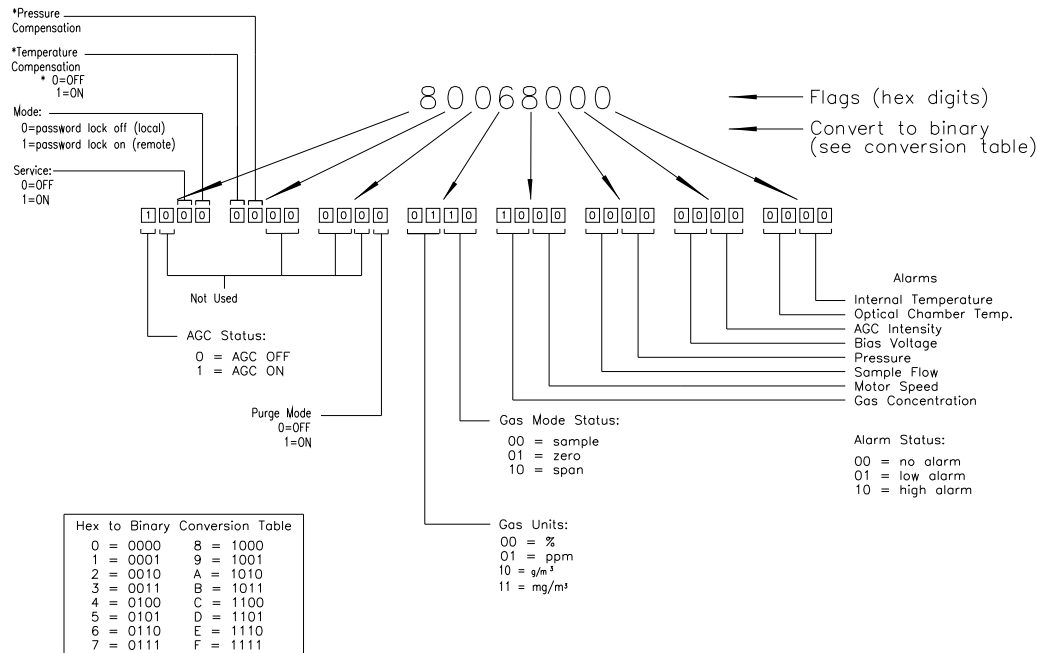 *Pressure
Compensation
*Temperature
Compensation
* 0=OFF
1=ON
Mode:
0=password lock off (local)
1=password lock on (remote)
Service:
0=OFF
1=ON
80068000
Flags (hex digits)
Convert to binary
(see conversion table)
1000 0000 0000 0110 1000 0000 0000 0000
Not Used
AGC Status:
0 = AGC OFF
1 = AGC ON
Purge Mode
0=OFF
1=ON
Gas Mode Status:
00 = sample
01 = zero
10 = span
Gas Units:
00 = %
01 = ppm
10 = g/m³
11 = mg/m³
Alarms
Internal Temperature
Optical Chamber Temp.
AGC Intensity
Bias Voltage
Pressure
Sample Flow
Motor Speed
Gas Concentration
Alarm Status:
00 = no alarm
01 = low alarm
10 = high alarm
Hex to Binary Conversion Table
0 = 0000 8 = 1000
1 = 0001 9 = 1001
2 = 0010 A = 1010
3 = 0011 B = 1011
4 = 0100 C = 1100
5 = 0101 D = 1101
6 = 0110 E = 1110
7 = 0111 F = 1111